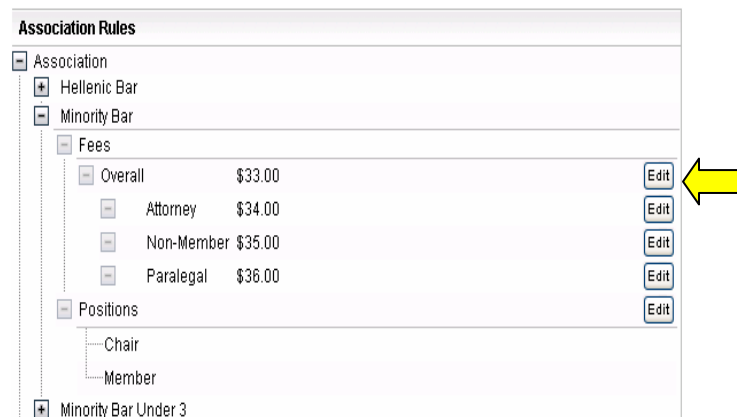 Association Rules
Association
Hellenic Bar
Minority Bar
Fees
Overall $33.00 Edit
Attorney $34.00 Edit
Non-Member $35.00 Edit
Paralegal $36.00 Edit
Positions Edit
Chair
Member
Minority Bar Under 3